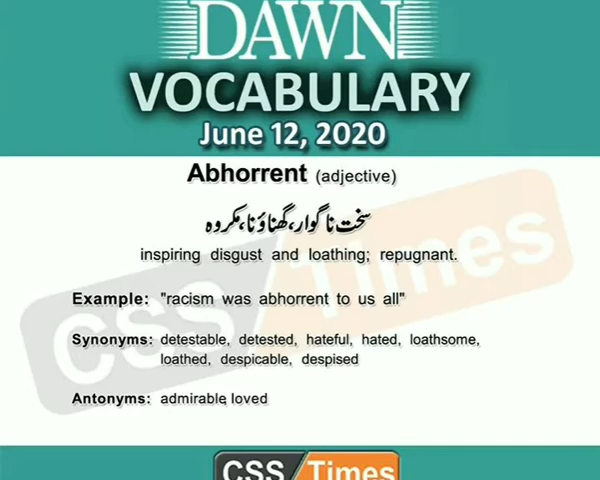 DAWN
VOCABULARY
June 12, 2020
Abhorrent (adjective)
سخت ناگوار، گھناؤنا، مکروہ
inspiring disgust and loathing; repugnant.
Example: "racism was abhorrent to us all"
Synonyms: detestable, detested, hateful, hated, loathsome,
loathed, despicable, despised
Antonyms: admirable, loved
CSS Times
CSS Times